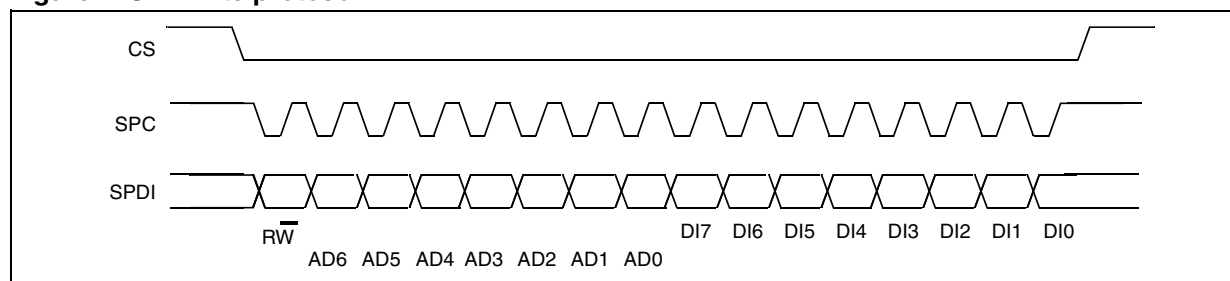 CS
SPC
SPDI
RW
DI7 DI6 DI5 DI4 DI3 DI2 DI1 DI0
AD6 AD5 AD4 AD3 AD2 AD1 AD0